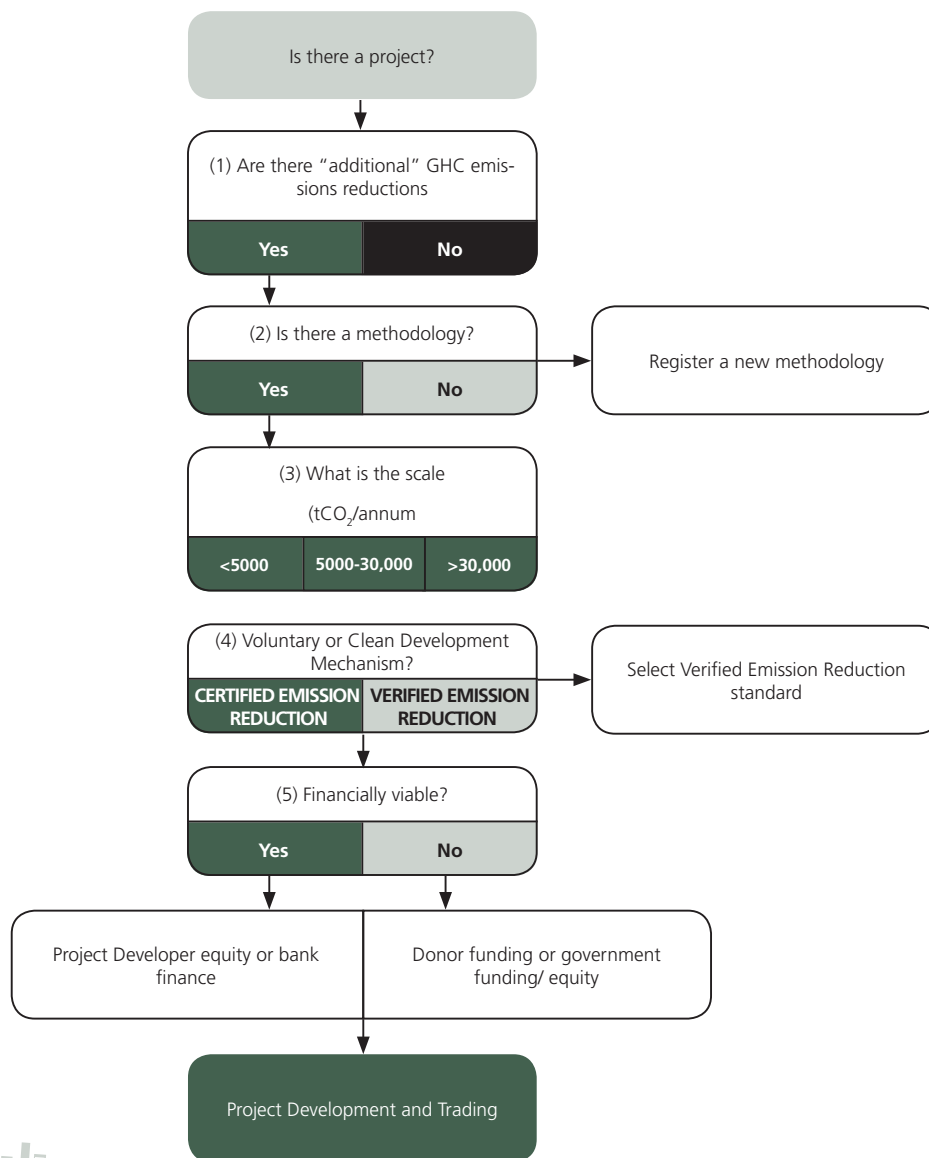 Is there a project?
(1) Are there “additional” GHC emis-
sions reductions
Yes
No
(2) Is there a methodology?
Yes
No
Register a new methodology
(3) What is the scale
(tCO₂/annum
<5000
5000-30,000
>30,000
(4) Voluntary or Clean Development
Mechanism?
CERTIFIED EMISSION
REDUCTION
VERIFIED EMISSION
REDUCTION
Select Verified Emission Reduction
standard
(5) Financially viable?
Yes
No
Project Developer equity or bank
finance
Donor funding or government
funding/ equity
Project Development and Trading